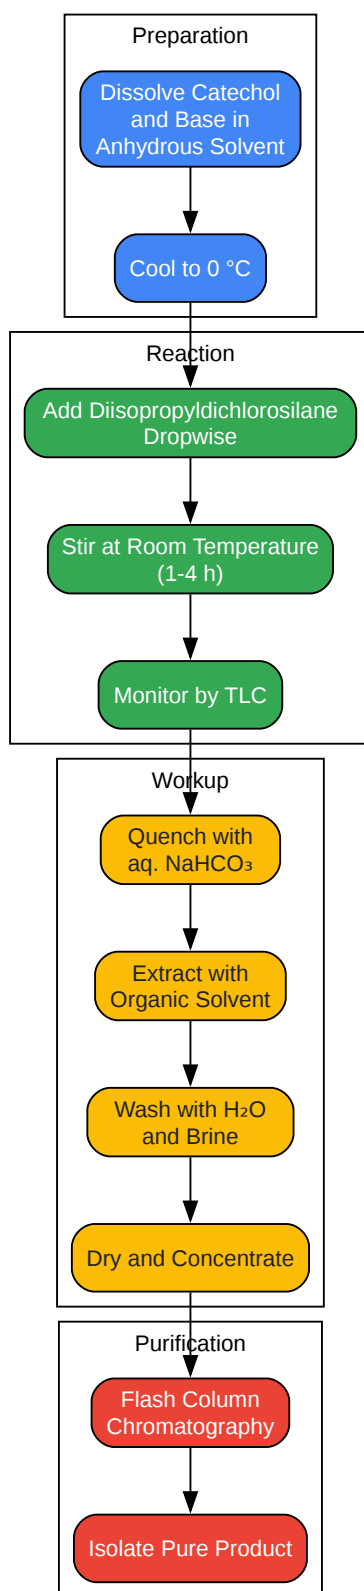 Preparation
Dissolve Catechol
and Base in
Anhydrous Solvent
Cool to 0 °C
Reaction
Add Diisopropyldichlorosilane
Dropwise
Stir at Room Temperature
(1-4 h)
Monitor by TLC
Workup
Quench with
aq. NaHCO₃
Extract with
Organic Solvent
Wash with H₂O
and Brine
Dry and Concentrate
Purification
Flash Column
Chromatography
Isolate Pure Product